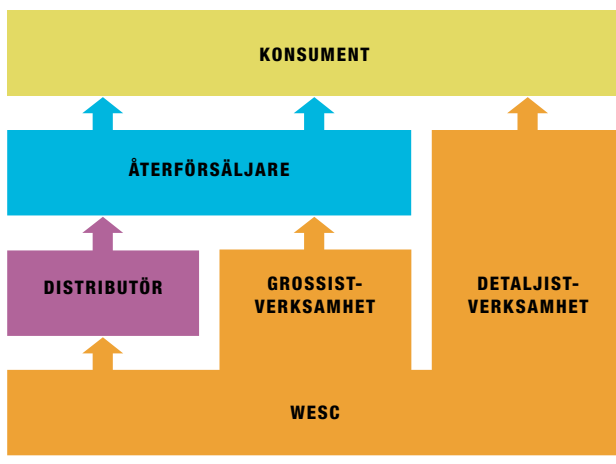 KONSUMENT
ÅTERFÖRSÄLJARE
DISTRIBUTÖR
GROSSIST-
VERKSAMHET
DETALJIST-
VERKSAMHET
WESC